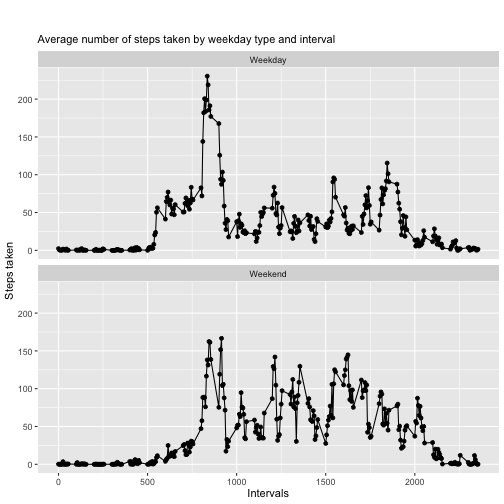 Average number of steps taken by weekday type and interval
Weekday
200
150
100
50
0
Steps taken
Weekend
200
150
100
50
0
0 500 1000 1500 2000
Intervals